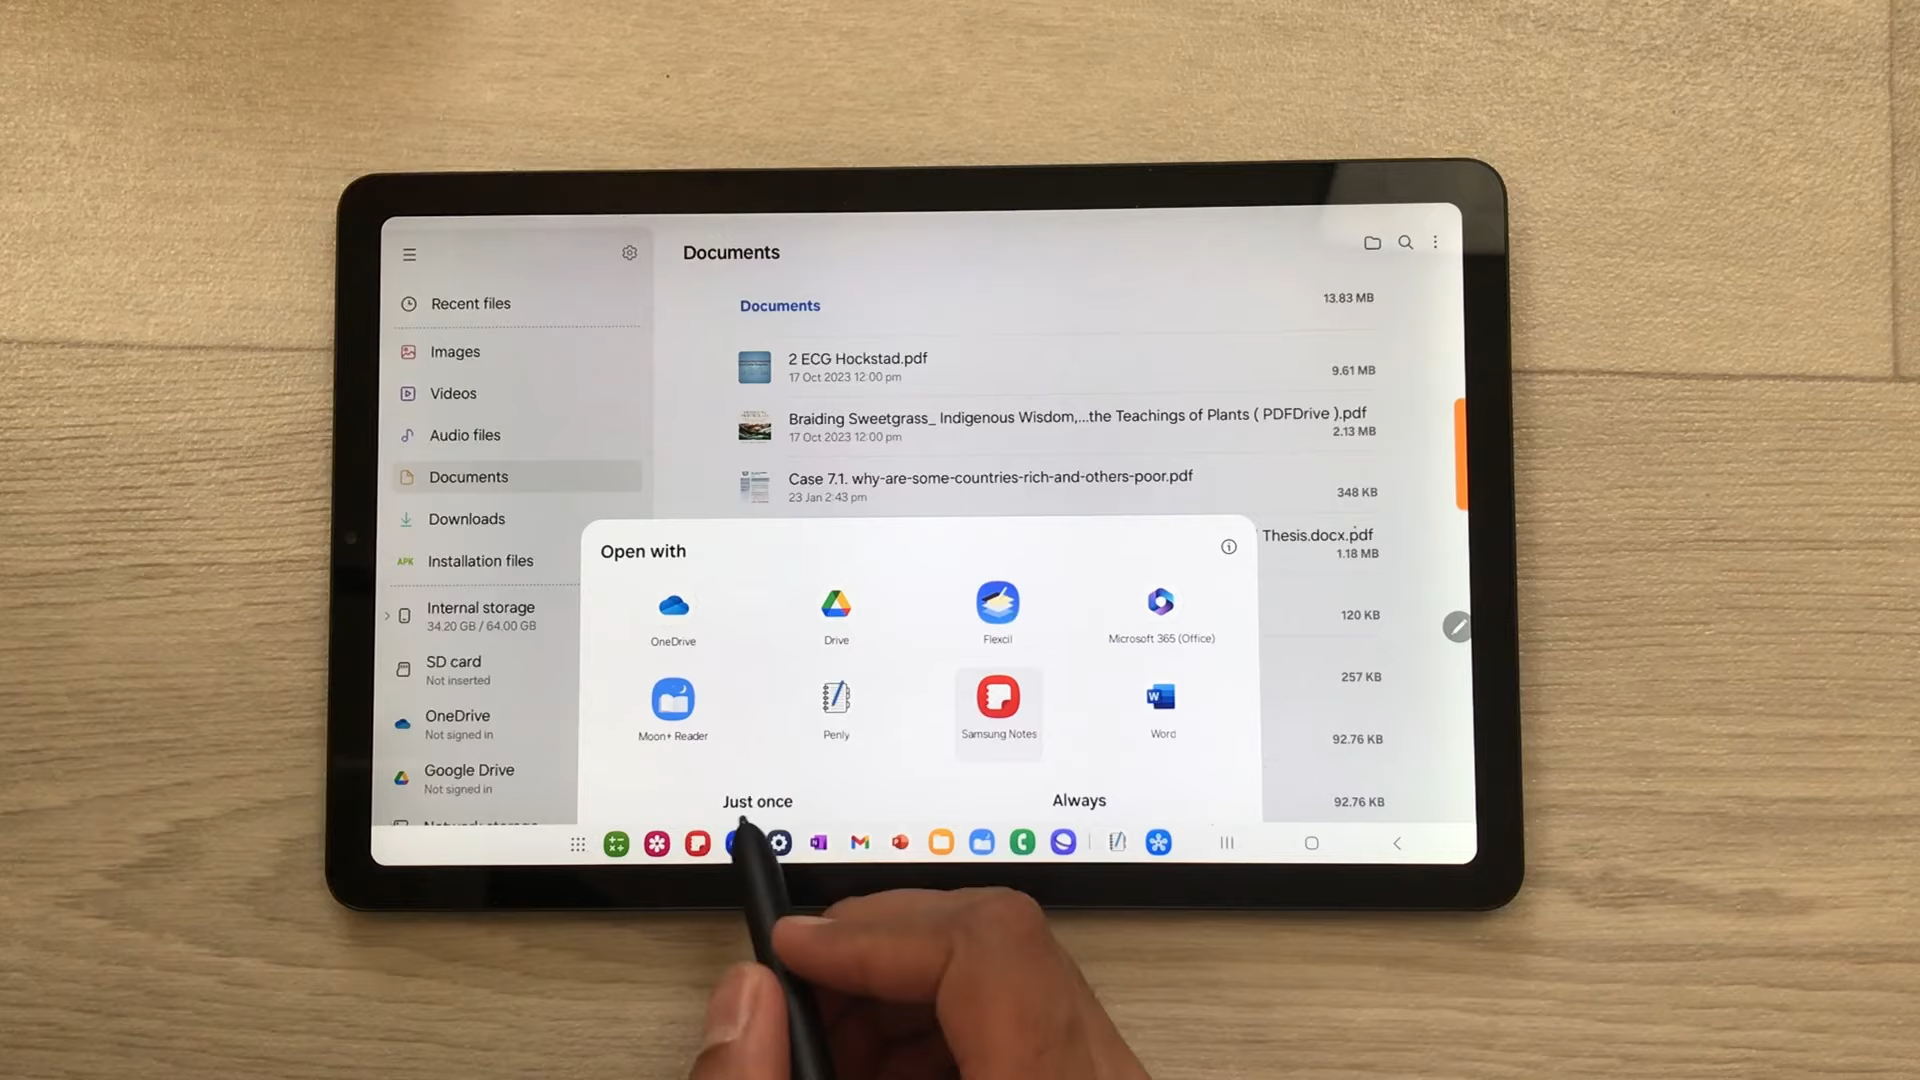 Documents
Recent files
Images
Videos
Audio files
Documents
Downloads
APK Installation files
Internal storage
34.20 GB / 64.00 GB
SD card
Not inserted
OneDrive
Not signed in
Google Drive
Not signed in
Documents
13.83 MB
2 ECG Hockstad.pdf
17 Oct 2023 12:00 pm
9.61 MB
Braiding Sweetgrass_ Indigenous Wisdom,...the Teachings of Plants ( PDFDrive ).pdf
17 Oct 2023 12:00 pm
2.13 MB
Case 7.1. why-are-some-countries-rich-and-others-poor.pdf
23 Jan 2:43 pm
348 KB
Thesis.docx.pdf
1.18 MB
120 KB
257 KB
92.76 KB
92.76 KB
Open with
OneDrive
Drive
Flexcil
Microsoft 365 (Office)
Moon+ Reader
Penly
Samsung Notes
W
Word
Just once
Always